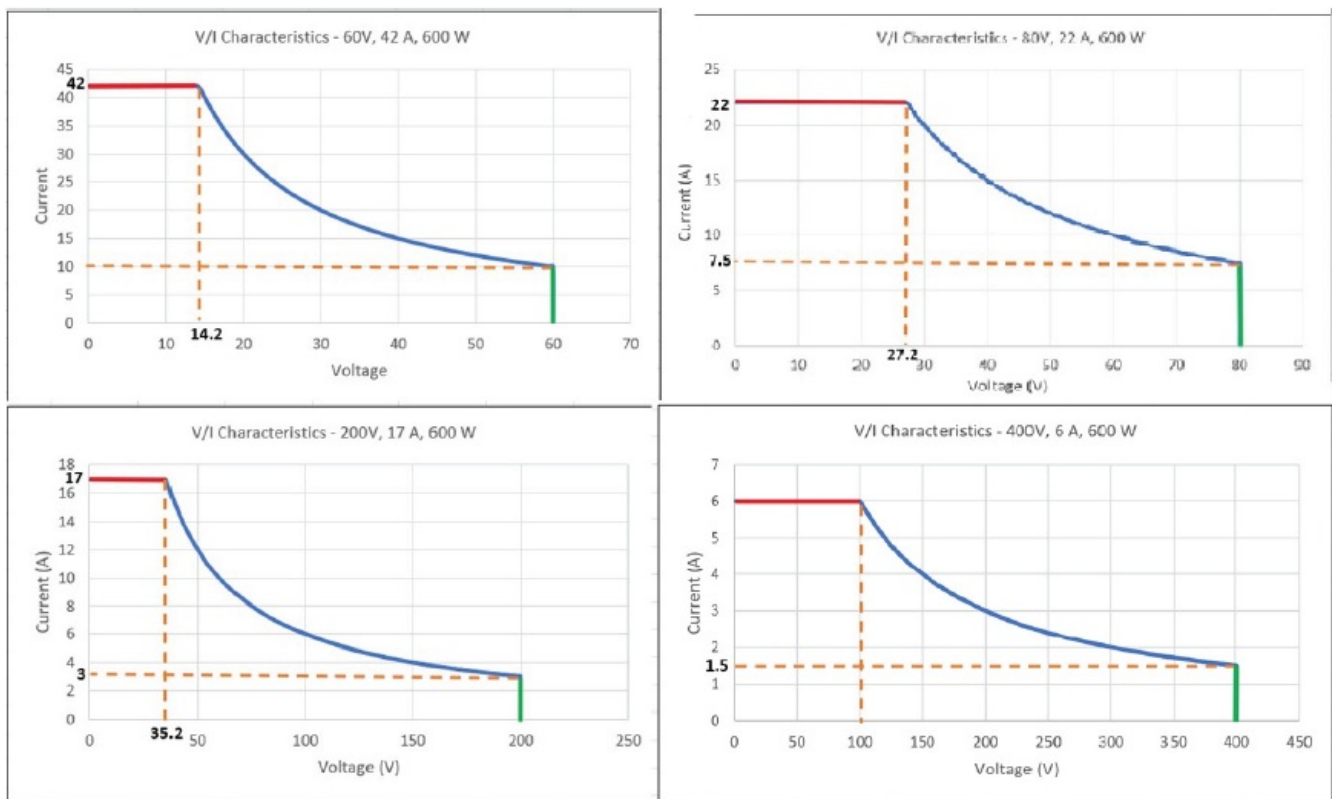 V/I Characteristics - 60V, 42 A, 600 W
45
42
40
35
30
25
20
15
10
5
0
Current
0 10 20 30 40 50 60 70
14.2
Voltage
V/I Characteristics - 80V, 22 A, 600 W
25
22
20
15
10
7.5
5
0
Current (A)
0 10 20 30 40 50 60 70 80 90
27.2
Voltage (V)
V/I Characteristics - 200V, 17 A, 600 W
18
17
16
14
12
10
8
6
4
3
2
0
Current (A)
0 50 100 150 200 250
35.2
Voltage (V)
V/I Characteristics - 400V, 6 A, 600 W
7
6
5
4
3
2
1.5
1
0
Current (A)
0 50 100 150 200 250 300 350 400 450
Voltage (V)